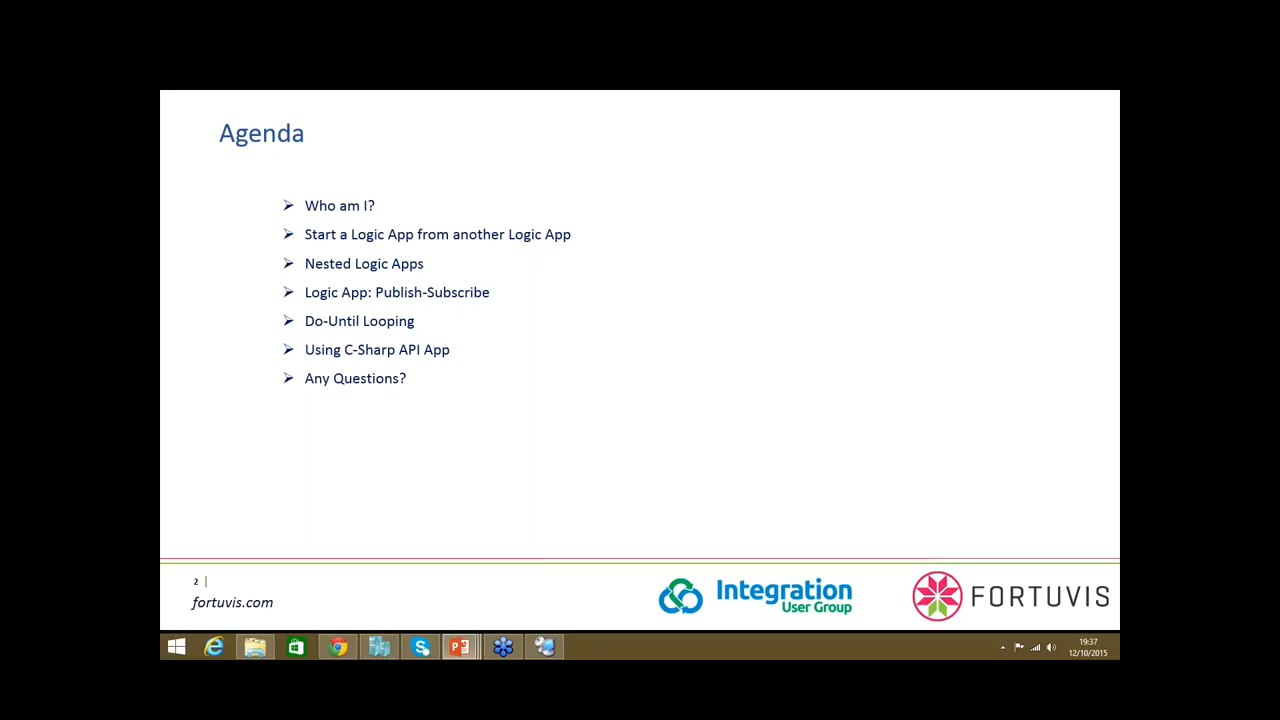 Agenda
Who am I?
Start a Logic App from another Logic App
Nested Logic Apps
Logic App: Publish-Subscribe
Do-Until Looping
Using C-Sharp API App
Any Questions?
2
fortuvis.com
Integration
User Group
FORTUVIS
19:37
12/10/2015